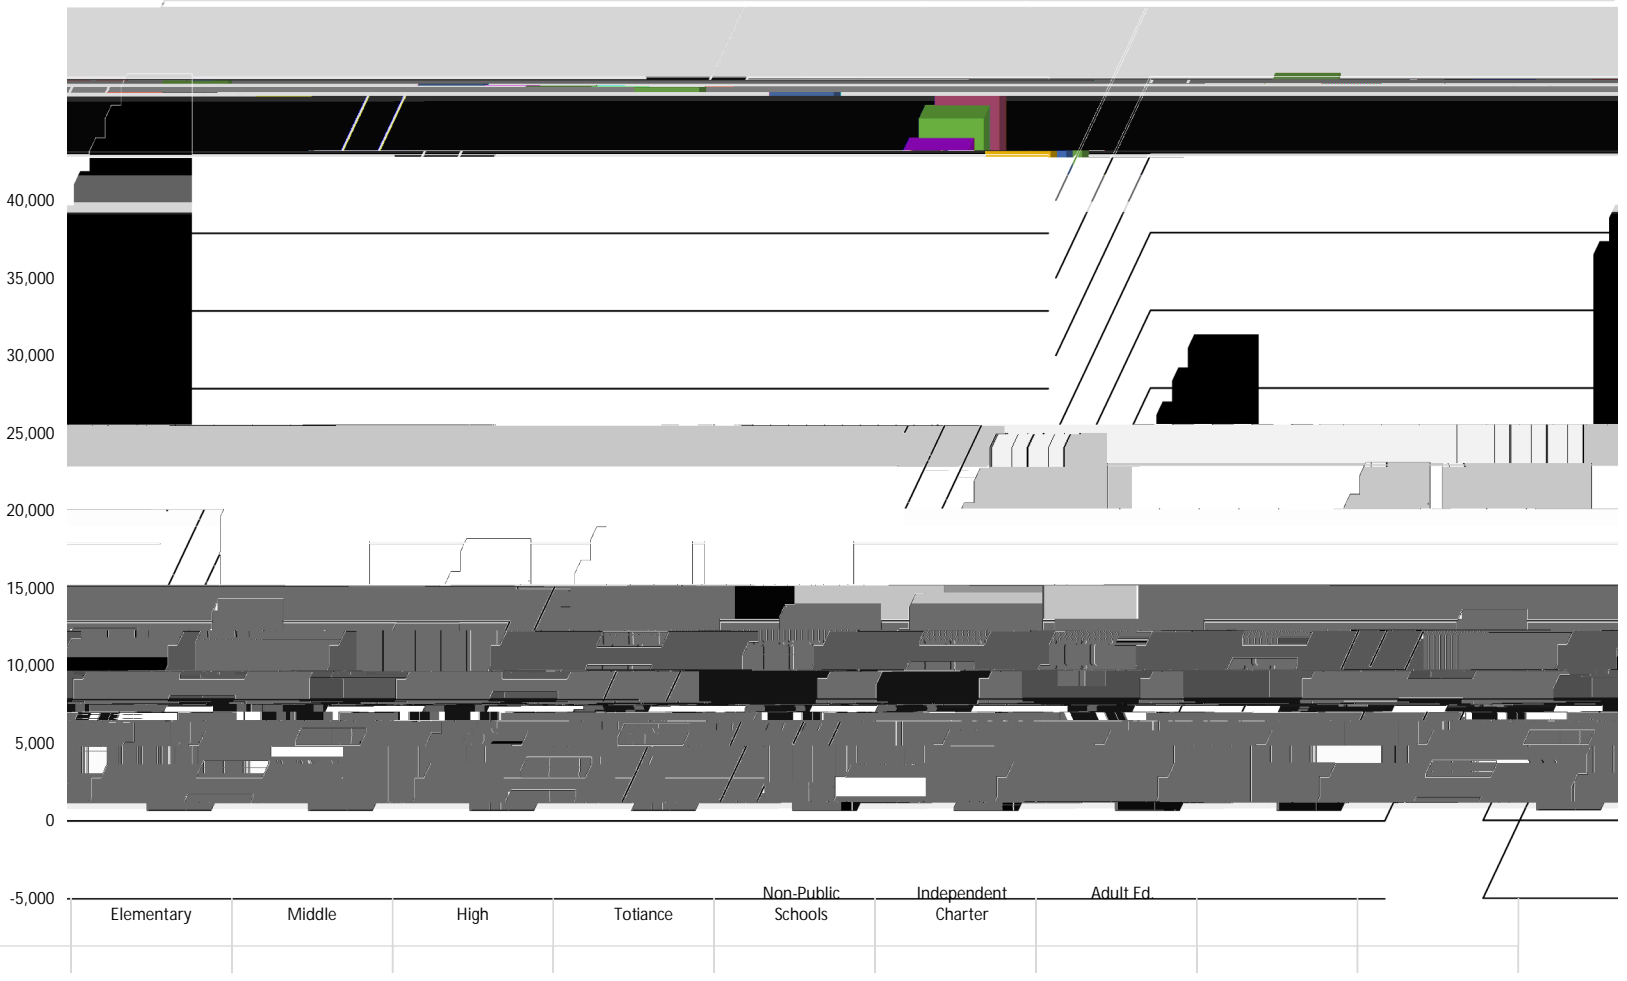 40,000
35,000
30,000
25,000
20,000
15,000
10,000
5,000
0
-5,000
Elementary
Middle
High
Totiance
Non-Public
Schools
Independent
Charter
Adult Ed.